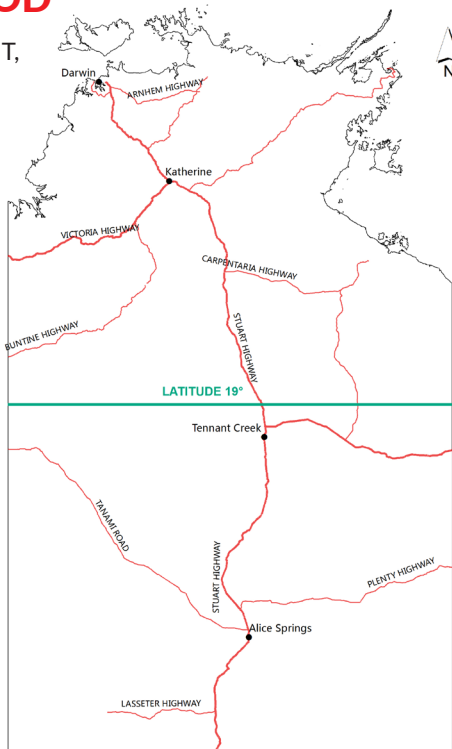 OD
T,
Darwin
ARNHEM HIGHWAY
N
Katherine
VICTORIA HIGHWAY
CARPENTARIA HIGHWAY
BUNTINE HIGHWAY
STUART HIGHWAY
LATITUDE 19°
Tennant Creek
TANAMI ROAD
STUART HIGHWAY
PLENTY HIGHWAY
Alice Springs
LASSETER HIGHWAY